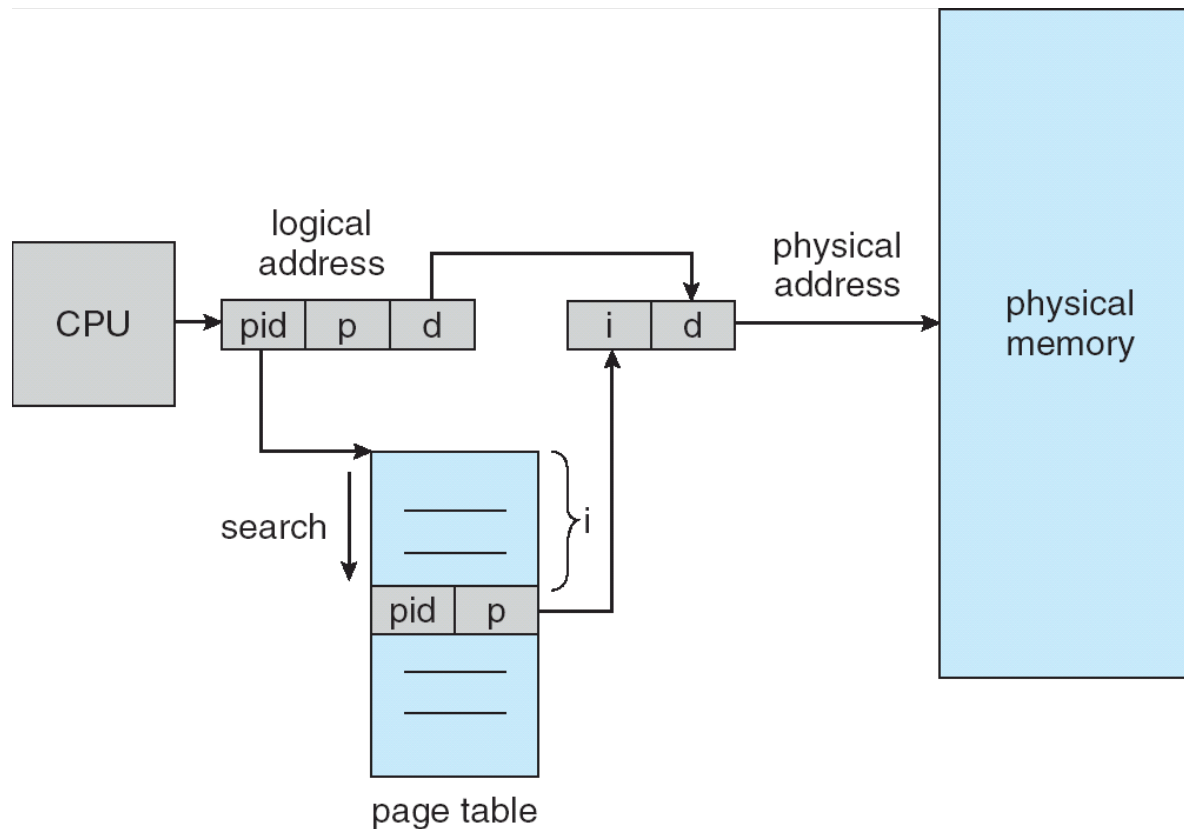 logical
address
physical
address
CPU
pid
p
d
i
d
physical
memory
search
i
pid
p
page table